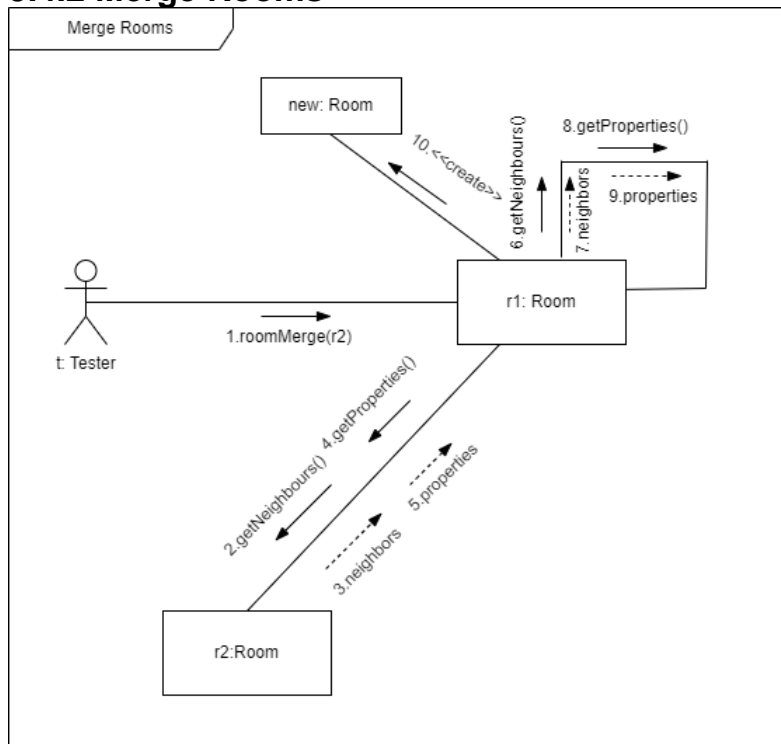 Merge Rooms
new: Room
10.<<create>>
6.getNeighbours()
7.neighbors
8.getProperties()
9.properties
r1: Room
1.roomMerge(r2)
t: Tester
4.getProperties()
2.getNeighbours()
5.properties
3.neighbors
r2:Room